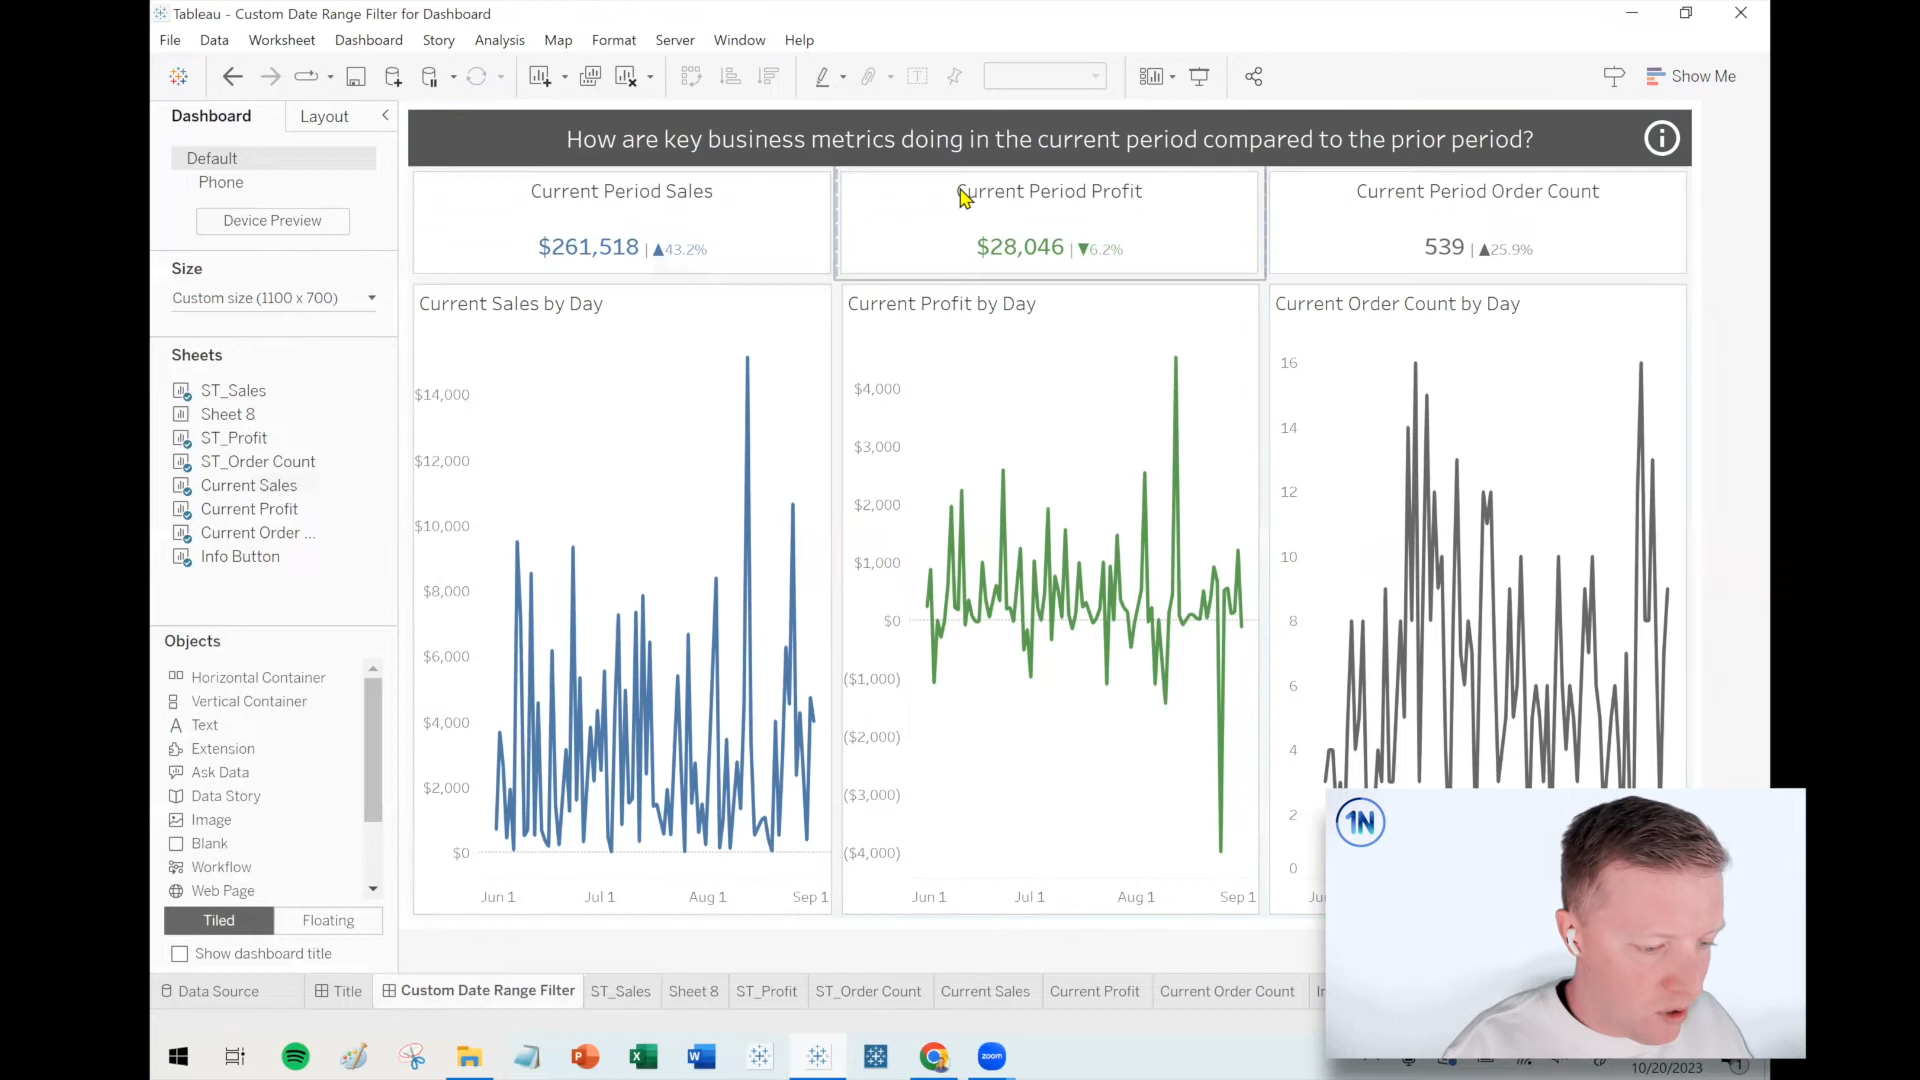 Tableau - Custom Date Range Filter for Dashboard
File Data Worksheet Dashboard Story Analysis Map Format Server Window Help
Show Me
Dashboard Layout
Default
Phone
Device Preview
Size
Custom size (1100 x 700)
Sheets
ST_Sales
Sheet 8
ST_Profit
ST_Order Count
Current Sales
Current Profit
Current Order ...
Info Button
Objects
Horizontal Container
Vertical Container
Text
Extension
Ask Data
Data Story
Image
Blank
Workflow
Web Page
Tiled Floating
Show dashboard title
How are key business metrics doing in the current period compared to the prior period?
Current Period Sales
$261,518 | ▲43.2%
Current Period Profit
$28,046 | ▼6.2%
Current Period Order Count
539 | ▲25.9%
Current Sales by Day
$14,000
$12,000
$10,000
$8,000
$6,000
$4,000
$2,000
$0
Jun 1 Jul 1 Aug 1 Sep 1
Current Profit by Day
$4,000
$3,000
$2,000
$1,000
$0
($1,000)
($2,000)
($3,000)
($4,000)
Jun 1 Jul 1 Aug 1 Sep 1
Current Order Count by Day
16
14
12
10
8
6
4
2
0
1N
Data Source Title Custom Date Range Filter ST_Sales Sheet 8 ST_Profit ST_Order Count Current Sales Current Profit Current Order Count
zoom
10/20/2023